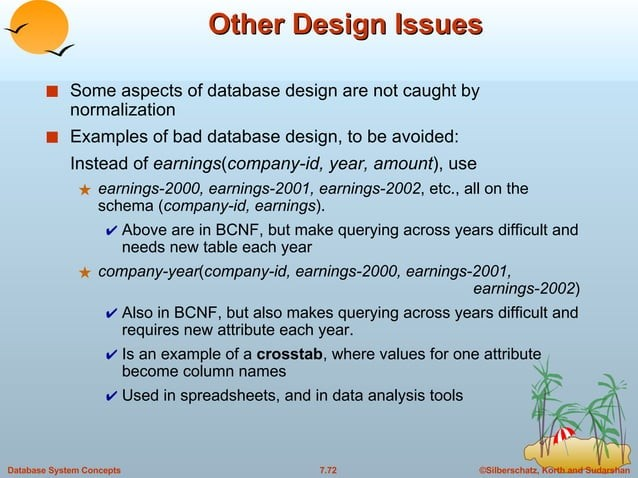 Other Design Issues
Some aspects of database design are not caught by
normalization
Examples of bad database design, to be avoided:
Instead of earnings(company-id, year, amount), use
earnings-2000, earnings-2001, earnings-2002, etc., all on the
schema (company-id, earnings).
Above are in BCNF, but make querying across years difficult and
needs new table each year
company-year(company-id, earnings-2000, earnings-2001,
earnings-2002)
Also in BCNF, but also makes querying across years difficult and
requires new attribute each year.
Is an example of a crosstab, where values for one attribute
become column names
Used in spreadsheets, and in data analysis tools
Database System Concepts
7.72
©Silberschatz, Korth and Sudarshan